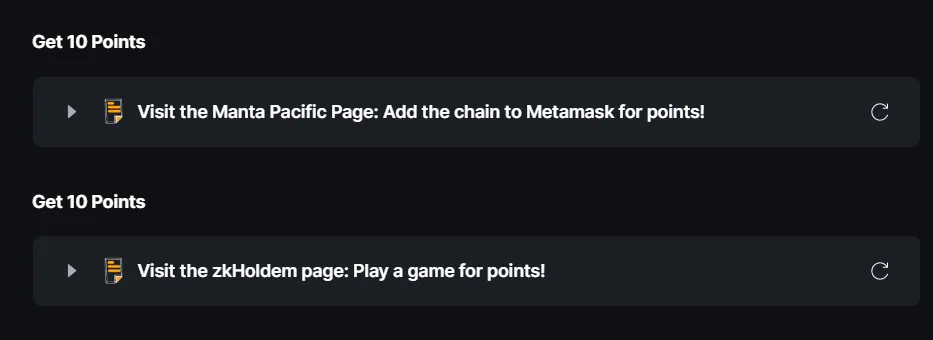 Get 10 Points
Visit the Manta Pacific Page: Add the chain to Metamask for points!
Get 10 Points
Visit the zkHoldem page: Play a game for points!